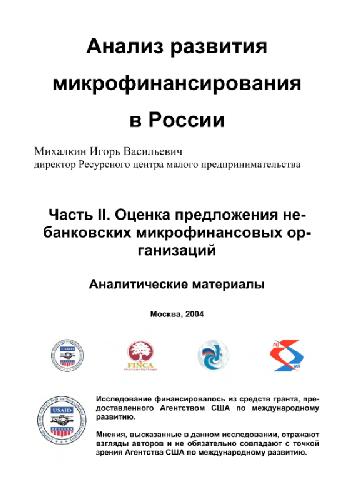 Анализ развития
микрофинансирования
в России
Михалкин Игорь Васильевич
директор Ресурсного центра малого предпринимательства
Часть II. Оценка предложения не-
банковских микрофинансовых ор-
ганизаций
Аналитические материалы
Москва, 2004
USAID
FINCA
USAID
Исследование финансировалось из средств гранта, пре-
доставленного Агентством США по международному
развитию.
Мнения, высказанные в данном исследовании, отражают
взгляды авторов и не обязательно совпадают с точкой
зрения Агентства США по международному развитию.